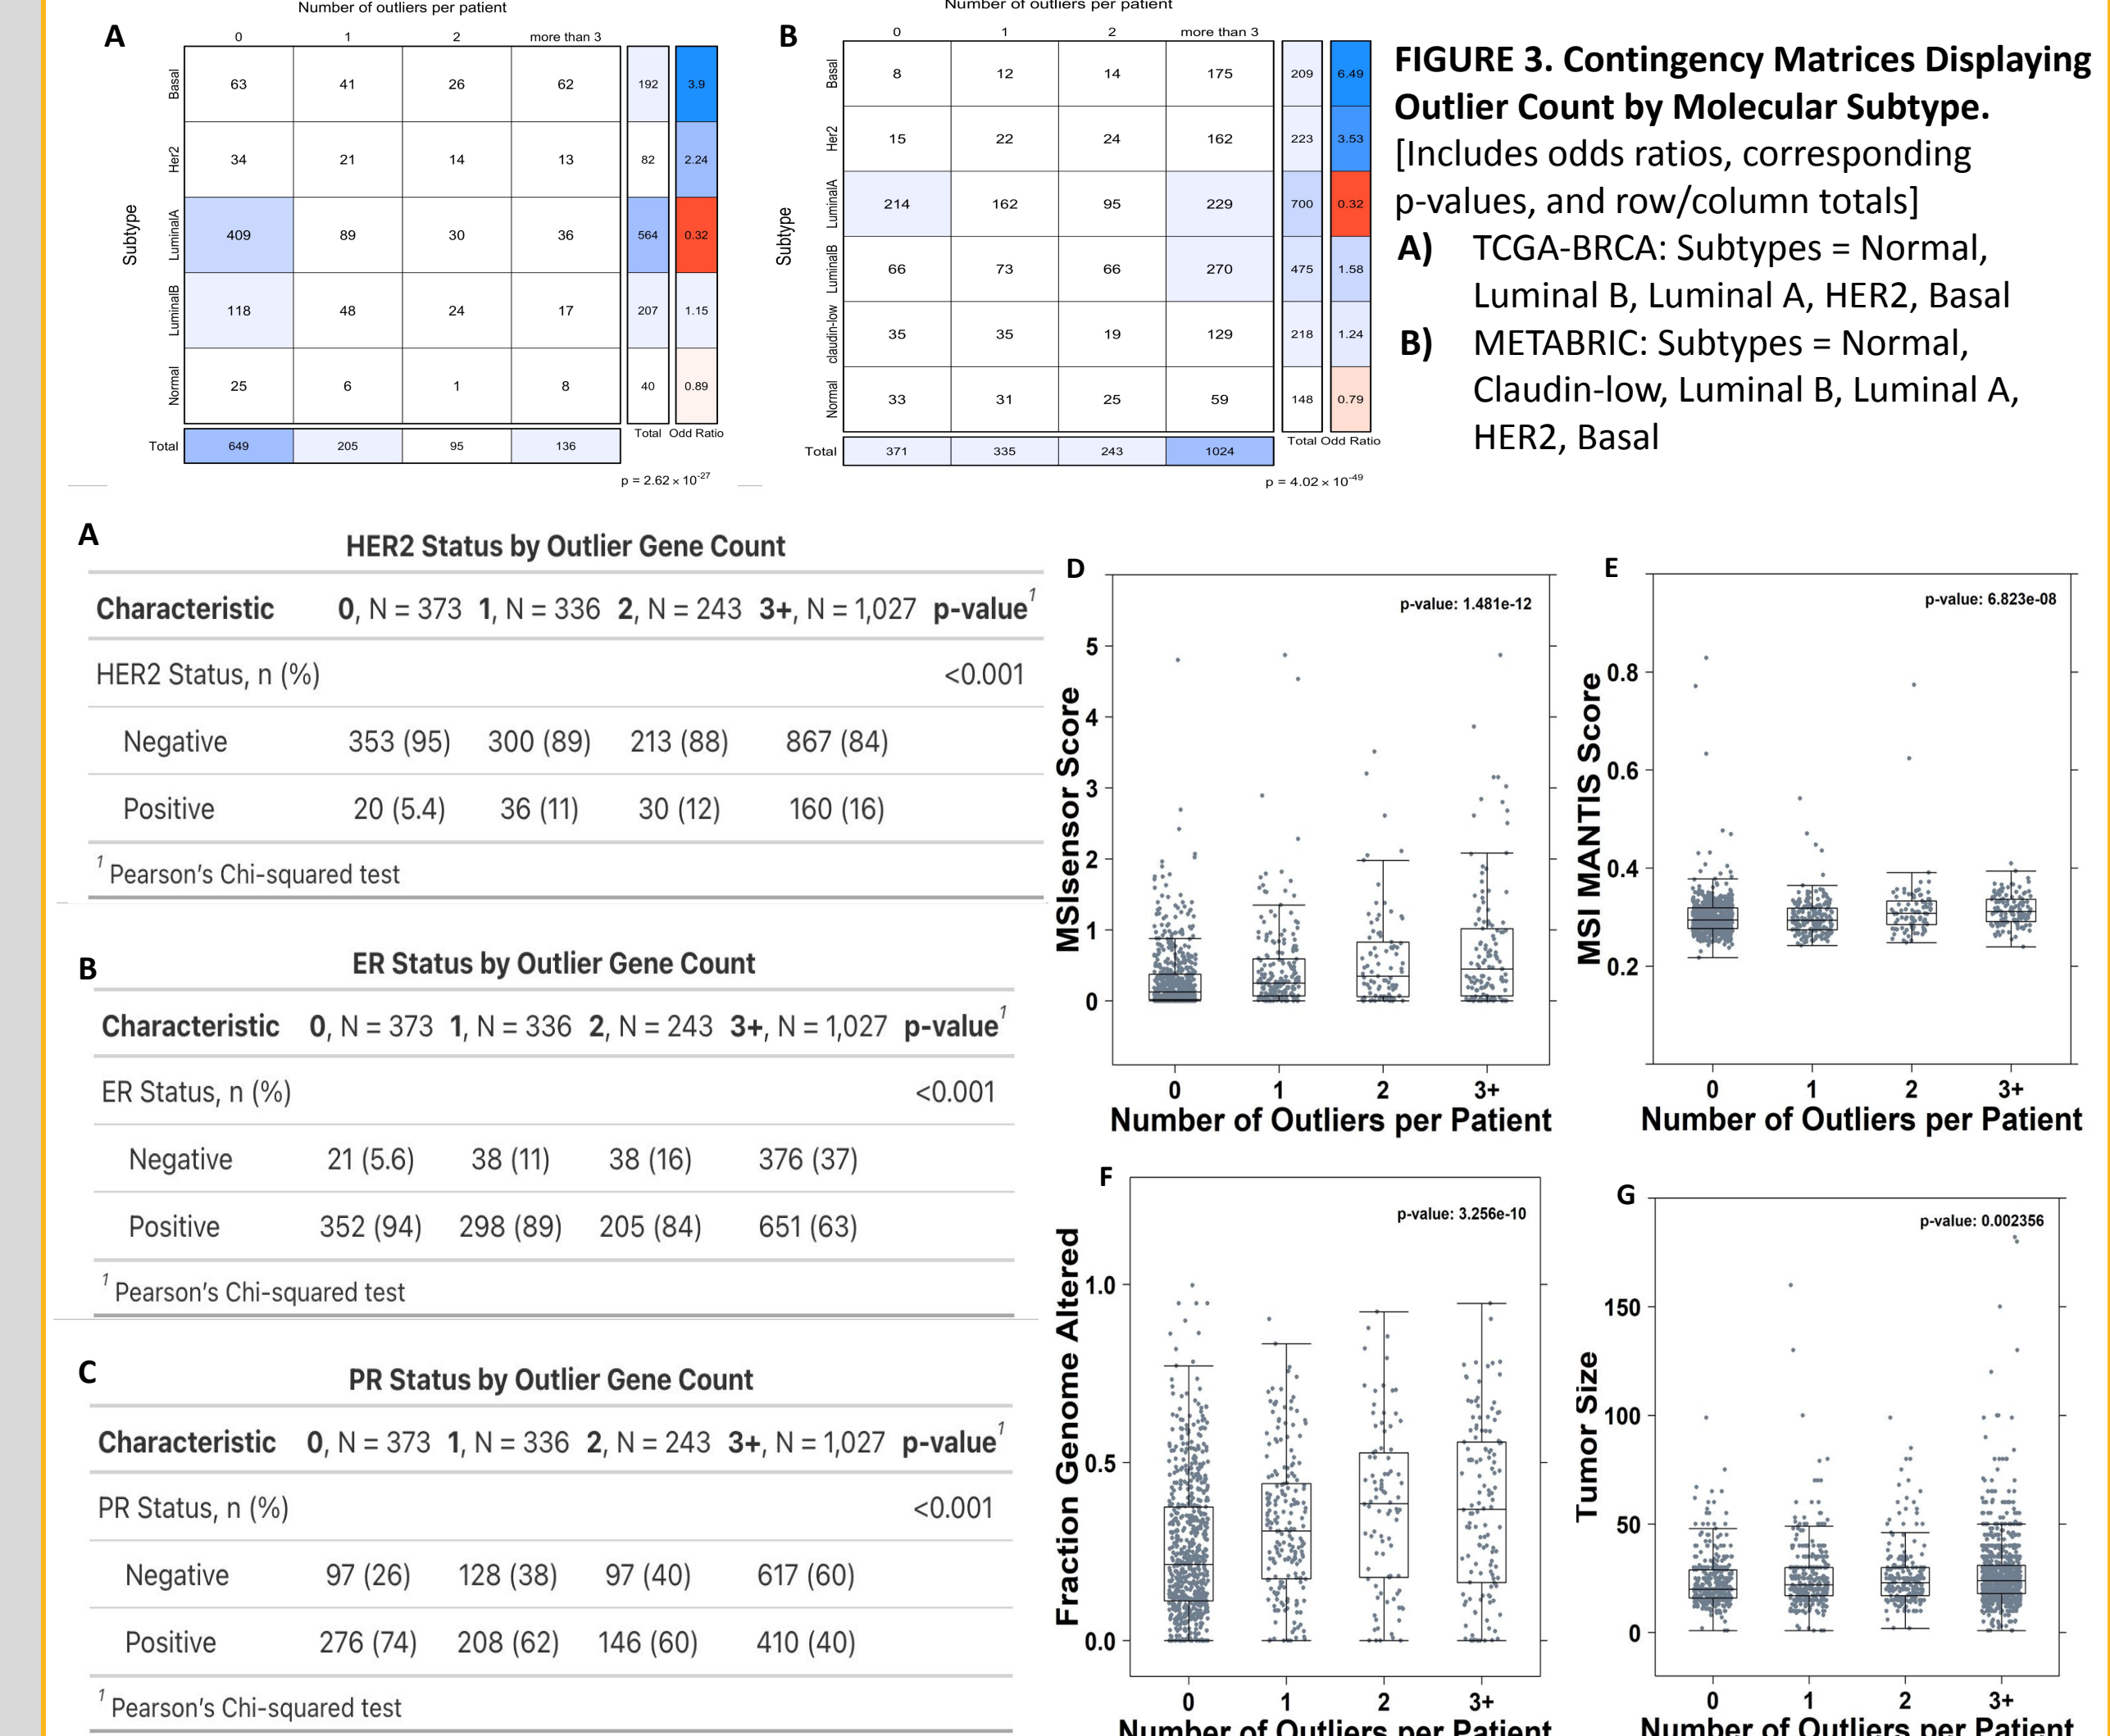 A
Number of outliers per patient
0 1 2 more than 3
Subtype
Basal 63 41 26 62 192 3.9
Her2 34 21 14 13 82 2.24
LuminalA 409 89 30 36 564 0.32
LuminalB 118 48 24 17 207 1.15
Normal 25 6 1 8 40 0.89
Total Odd Ratio
Total 649 205 95 136
p = 2.62 × 10-27
B
Number of outliers per patient
0 1 2 more than 3
Subtype
Basal 8 12 14 175 209 6.49
Her2 15 22 24 162 223 3.53
LuminalA 214 162 95 229 700 0.32
LuminalB 66 73 66 270 475 1.58
claudin-low 35 35 19 129 218 1.24
Normal 33 31 25 59 148 0.79
Total Odd Ratio
Total 371 335 243 1024
p = 4.02 × 10-49
FIGURE 3. Contingency Matrices Displaying
Outlier Count by Molecular Subtype.
[Includes odds ratios, corresponding
p-values, and row/column totals]
A) TCGA-BRCA: Subtypes = Normal,
Luminal B, Luminal A, HER2, Basal
B) METABRIC: Subtypes = Normal,
Claudin-low, Luminal B, Luminal A,
HER2, Basal
A
HER2 Status by Outlier Gene Count
Characteristic 0, N = 373 1, N = 336 2, N = 243 3+, N = 1,027 p-value1
HER2 Status, n (%) <0.001
Negative 353 (95) 300 (89) 213 (88) 867 (84)
Positive 20 (5.4) 36 (11) 30 (12) 160 (16)
1 Pearson's Chi-squared test
B
ER Status by Outlier Gene Count
Characteristic 0, N = 373 1, N = 336 2, N = 243 3+, N = 1,027 p-value1
ER Status, n (%) <0.001
Negative 21 (5.6) 38 (11) 38 (16) 376 (37)
Positive 352 (94) 298 (89) 205 (84) 651 (63)
1 Pearson's Chi-squared test
C
PR Status by Outlier Gene Count
Characteristic 0, N = 373 1, N = 336 2, N = 243 3+, N = 1,027 p-value1
PR Status, n (%) <0.001
Negative 97 (26) 128 (38) 97 (40) 617 (60)
Positive 276 (74) 208 (62) 146 (60) 410 (40)
1 Pearson's Chi-squared test
D
p-value: 1.481e-12
MSIsensor Score
5
4
3
2
1
0
0 1 2 3+
Number of Outliers per Patient
E
p-value: 6.823e-08
MSI MANTIS Score
0.8
0.6
0.4
0.2
0 1 2 3+
Number of Outliers per Patient
F
p-value: 3.256e-10
Fraction Genome Altered
1.0
0.5
0.0
0 1 2 3+
Number of Outliers per Patient
G
p-value: 0.002356
Tumor Size
150
100
50
0
0 1 2 3+
Number of Outliers per Patient